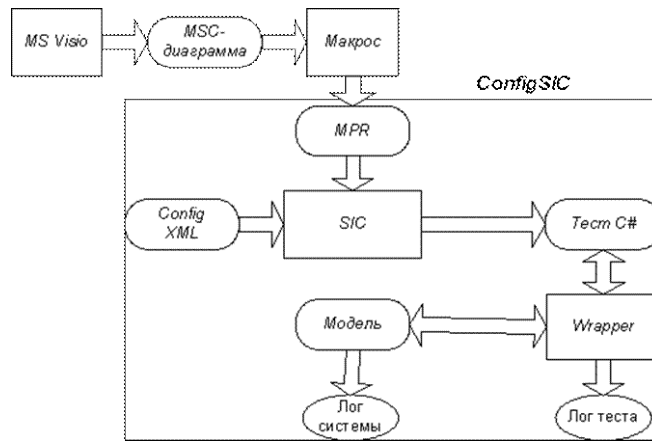 MS Visio
MSC-
диаграмма
Макрос
ConfigSIC
MPR
Config
XML
SIC
Тест C#
Модель
Wrapper
Лог
системы
Лог теста